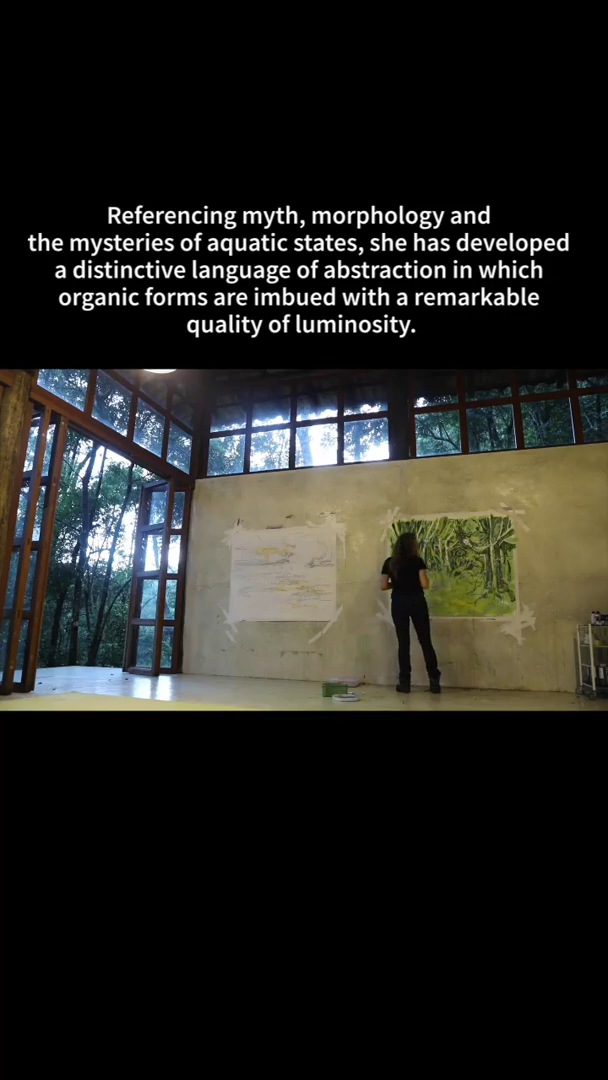 Referencing myth, morphology and
the mysteries of aquatic states, she has developed
a distinctive language of abstraction in which
organic forms are imbued with a remarkable
quality of luminosity.